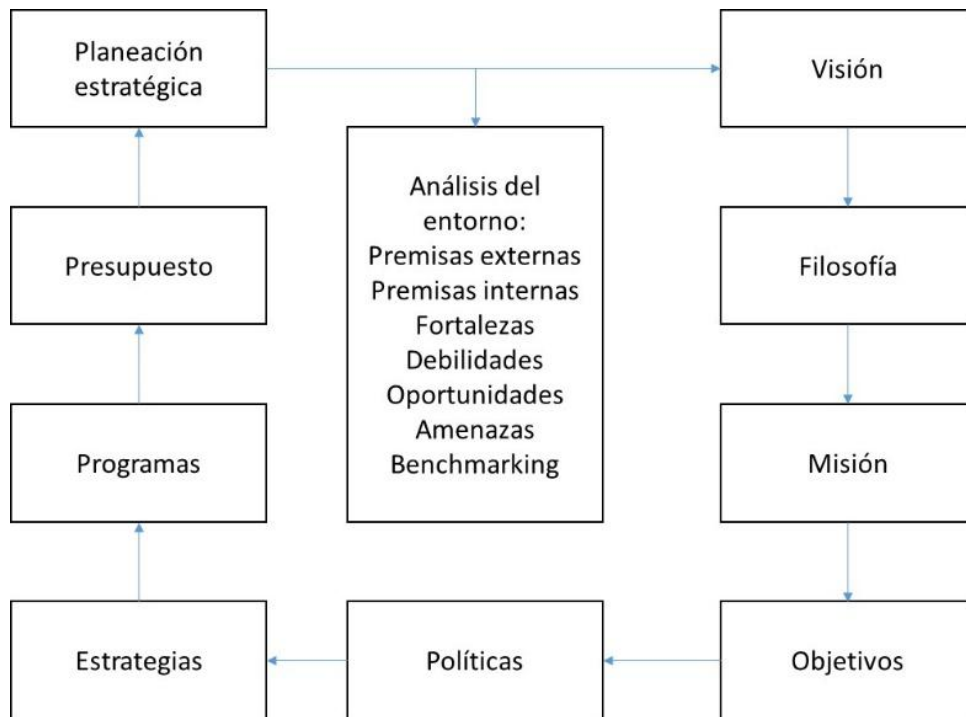 Planeación
estratégica
Visión
Análisis del
entorno:
Premisas externas
Premisas internas
Fortalezas
Debilidades
Oportunidades
Amenazas
Benchmarking
Presupuesto
Filosofía
Programas
Misión
Estrategias
Políticas
Objetivos